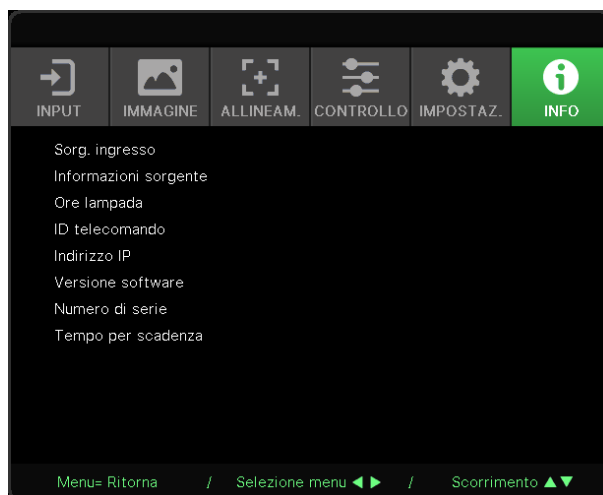 INPUT IMMAGINE ALLINEAM. CONTROLLO IMPOSTAZ. INFO
Sorg. ingresso
Informazioni sorgente
Ore lampada
ID telecomando
Indirizzo IP
Versione software
Numero di serie
Tempo per scadenza
Menu= Ritorna / Selezione menu ◀ ▶ / Scorrimento ▲▼